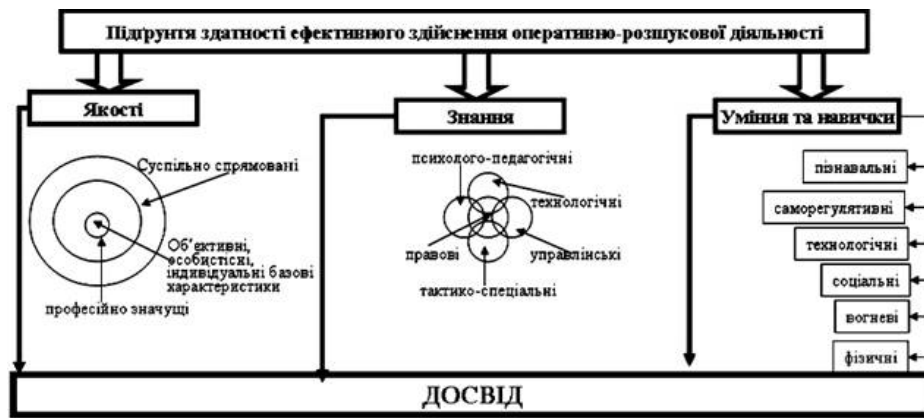 Підґрунтя здатності ефективного здійснення оперативно-розшукової діяльності
Якості
Знання
Уміння та навички
Суспільно спрямовані
Об'єктивні,
особистісні,
індивідуальні базові
характеристики
професійно значущі
психолого-педагогічні
технологічні
правові
управлінські
тактико-спеціальні
пізнавальні
саморегулятивні
технологічні
соціальні
вогневі
фізичні
ДОСВІД